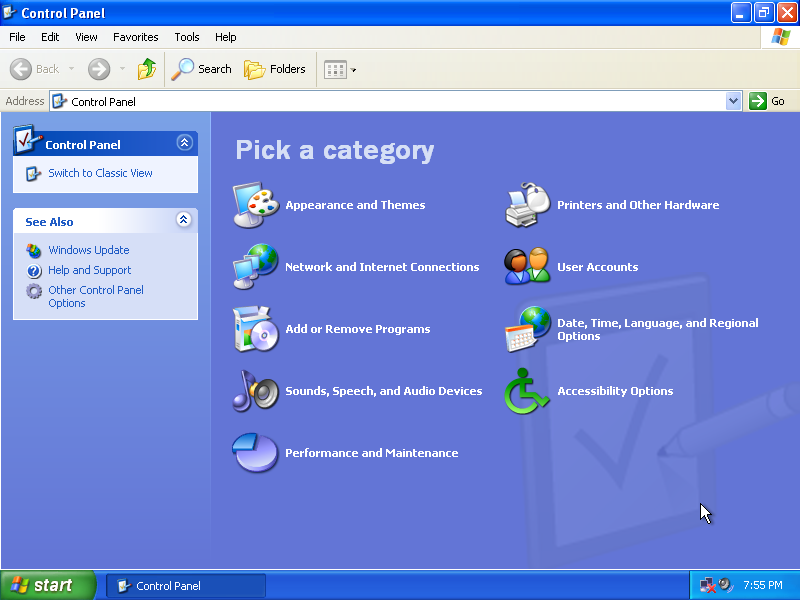 Control Panel
File Edit View Favorites Tools Help
Back Search Folders
Address Control Panel Go
Control Panel
Switch to Classic View
See Also
Windows Update
Help and Support
Other Control Panel
Options
Pick a category
Appearance and Themes
Printers and Other Hardware
Network and Internet Connections
User Accounts
Add or Remove Programs
Date, Time, Language, and Regional
Options
Sounds, Speech, and Audio Devices
Accessibility Options
Performance and Maintenance
start Control Panel 7:55 PM